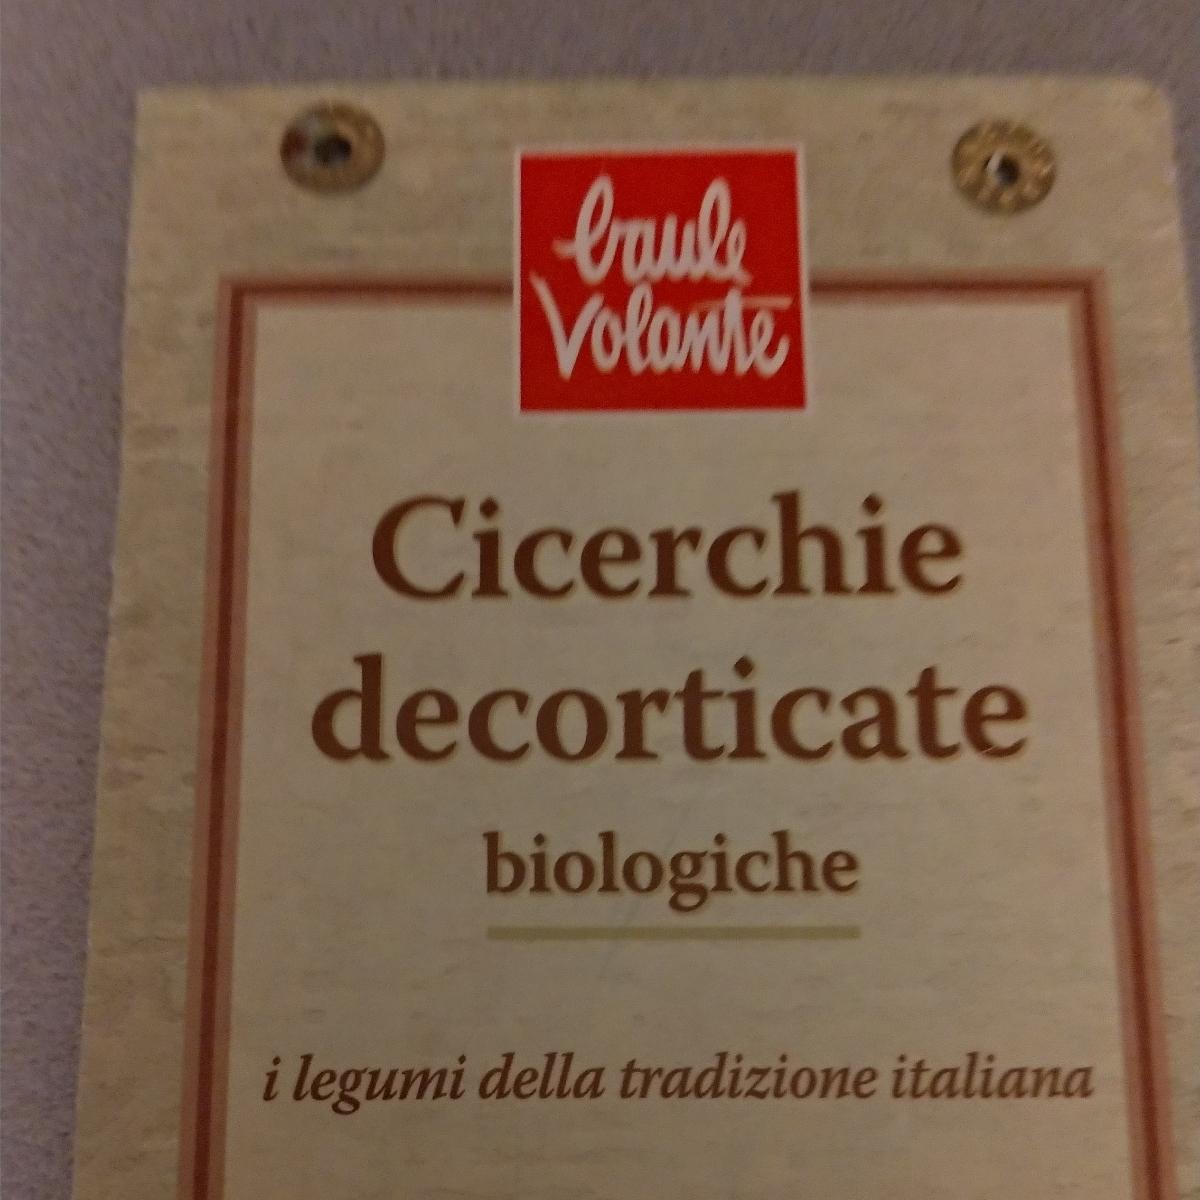 baule
Volante
Cicerchie
decorticate
biologiche
i legumi della tradizione italiana